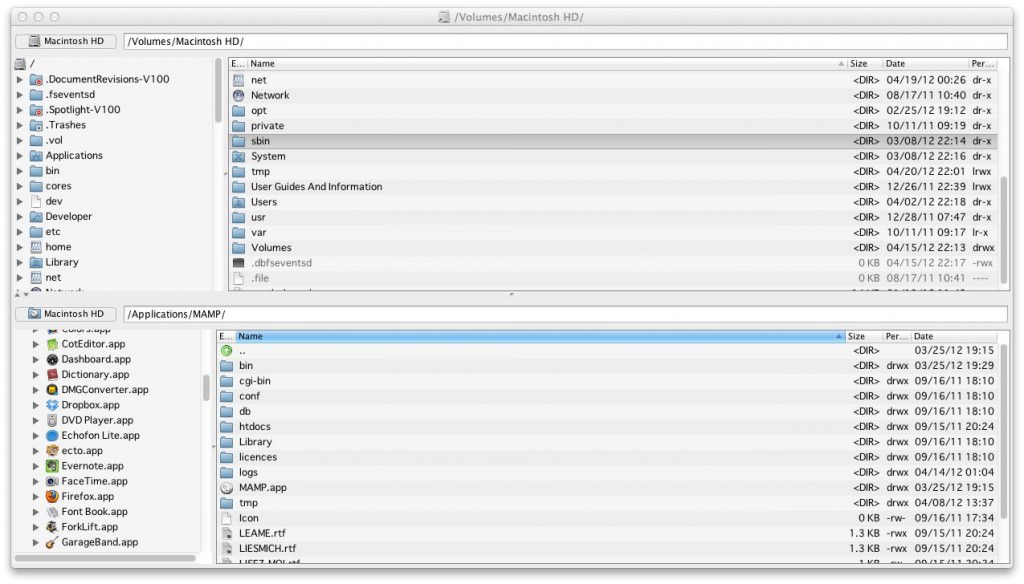 /Volumes/Macintosh HD/
Macintosh HD /Volumes/Macintosh HD/
/
.DocumentRevisions-V100
.fseventsd
.Spotlight-V100
.Trashes
.vol
Applications
bin
cores
dev
Developer
etc
home
Library
net
E... Name Size Date Per...
net <DIR> 04/19/12 00:26 dr-x
Network <DIR> 08/17/11 10:40 dr-x
opt <DIR> 02/25/12 19:12 dr-x
private <DIR> 10/11/11 09:19 dr-x
sbin <DIR> 03/08/12 22:14 dr-x
System <DIR> 03/08/12 22:16 dr-x
tmp <DIR> 04/20/12 22:01 lrwx
User Guides And Information <DIR> 12/26/11 22:39 lrwx
Users <DIR> 04/02/12 22:18 dr-x
usr <DIR> 12/28/11 07:47 dr-x
var <DIR> 10/11/11 09:17 lr-x
Volumes <DIR> 04/15/12 22:13 drwx
.dbfseventsd 0 KB 04/15/12 22:17 -rwx
.file 0 KB 08/17/11 10:41 ----
Macintosh HD /Applications/MAMP/
Colors.app
CotEditor.app
Dashboard.app
Dictionary.app
DMGConverter.app
Dropbox.app
DVD Player.app
Echofon Lite.app
ecto.app
Evernote.app
FaceTime.app
Firefox.app
Font Book.app
ForkLift.app
GarageBand.app
E... Name Size Per... Date
.. <DIR> 03/25/12 19:15
bin <DIR> drwx 03/25/12 19:29
cgi-bin <DIR> drwx 09/16/11 18:10
conf <DIR> drwx 09/16/11 18:10
db <DIR> drwx 09/16/11 18:10
htdocs <DIR> drwx 09/15/11 20:24
Library <DIR> drwx 09/16/11 18:10
licences <DIR> drwx 09/16/11 18:10
logs <DIR> drwx 04/14/12 01:04
MAMP.app <DIR> drwx 03/25/12 19:15
tmp <DIR> drwx 04/08/12 13:37
Icon 0 KB -rw- 09/16/11 17:34
LEAME.rtf 1.3 KB -rwx 09/15/11 20:24
LIESMICH.rtf 1.3 KB -rwx 09/15/11 20:24